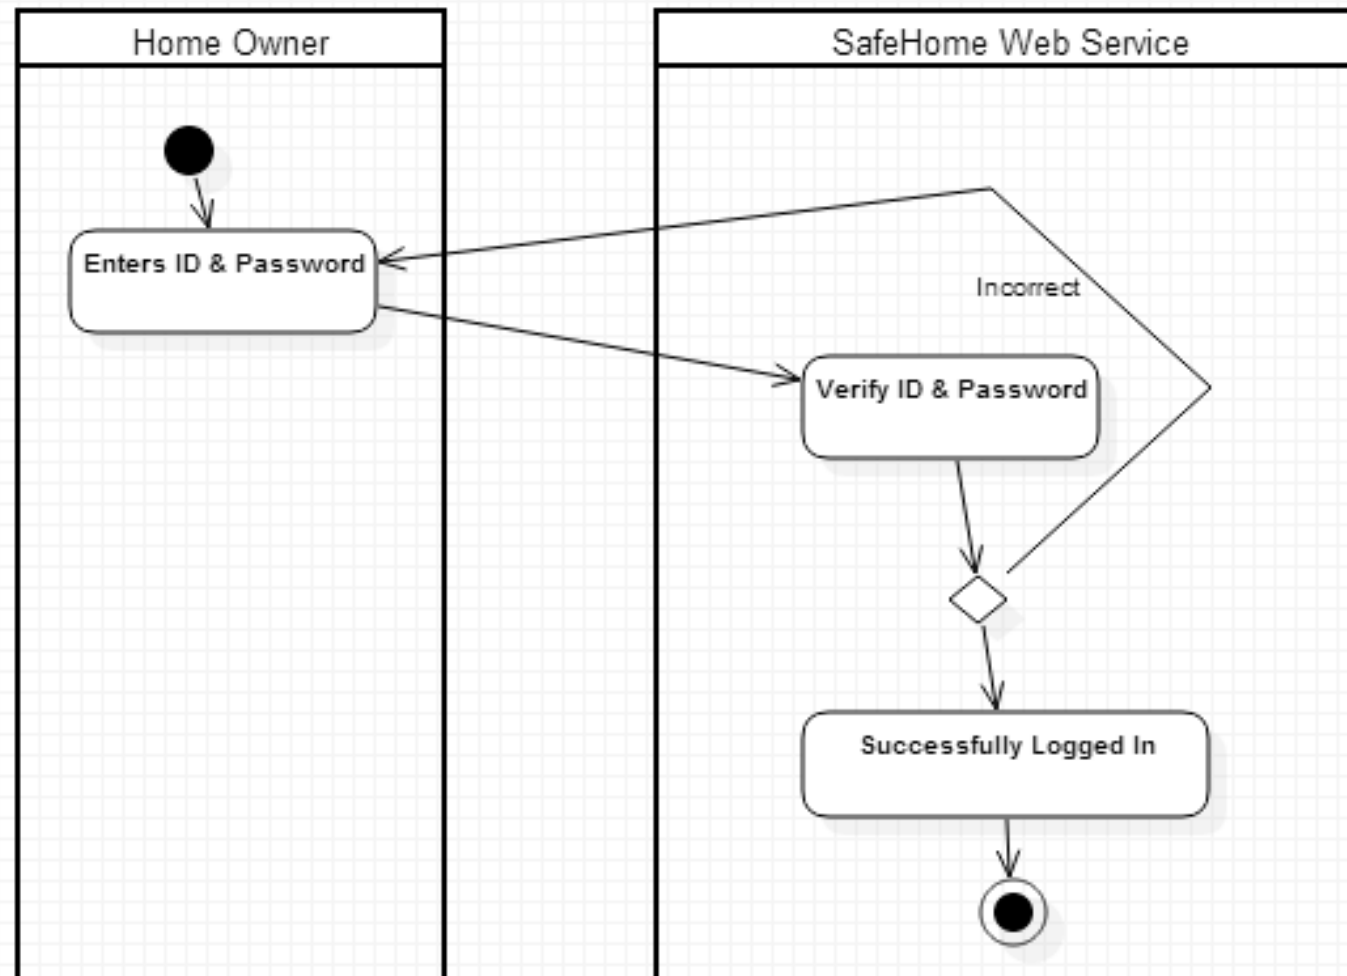 Home Owner
SafeHome Web Service
Enters ID & Password
Incorrect
Verify ID & Password
Successfully Logged In